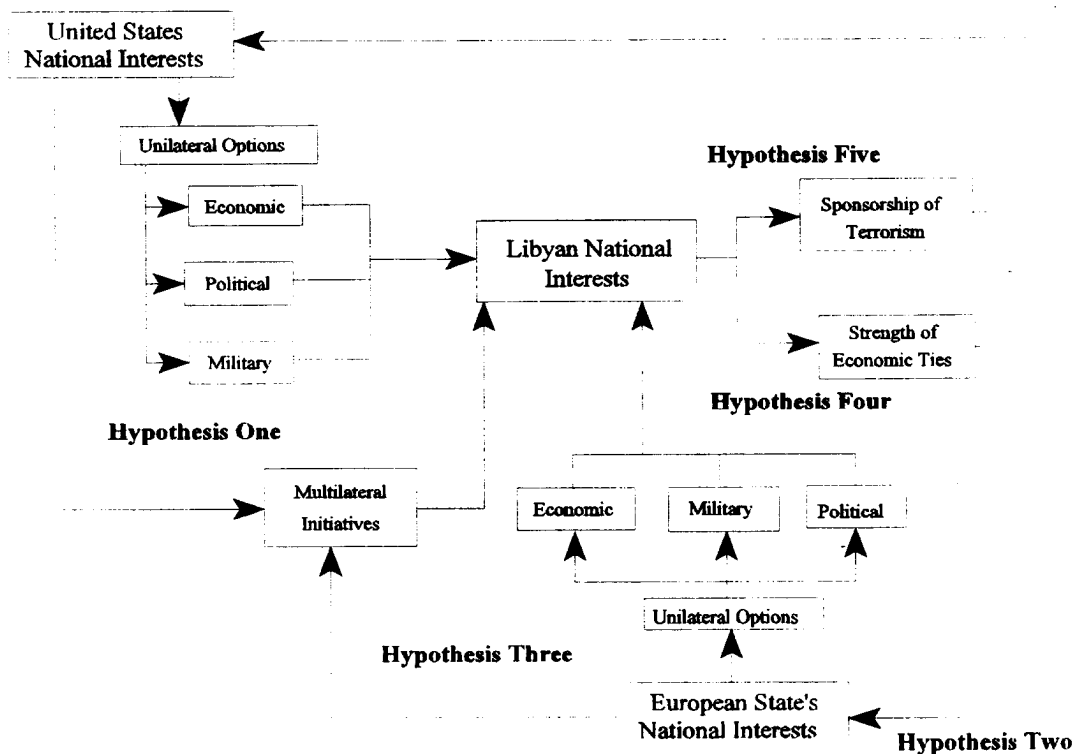 United States
National Interests
Unilateral Options
Economic
Political
Military
Hypothesis One
Multilateral
Initiatives
Libyan National
Interests
Hypothesis Five
Sponsorship of
Terrorism
Strength of
Economic Ties
Hypothesis Four
Economic
Military
Political
Unilateral Options
Hypothesis Three
European State's
National Interests
Hypothesis Two